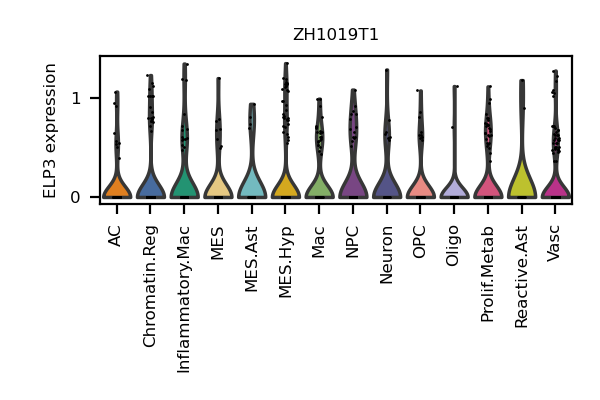 ZH1019T1
ELP3 expression
1
0
AC
Chromatin.Reg
Inflammatory.Mac
MES
MES.Ast
MES.Hyp
Mac
NPC
Neuron
OPC
Oligo
Prolif.Metab
Reactive.Ast
Vasc